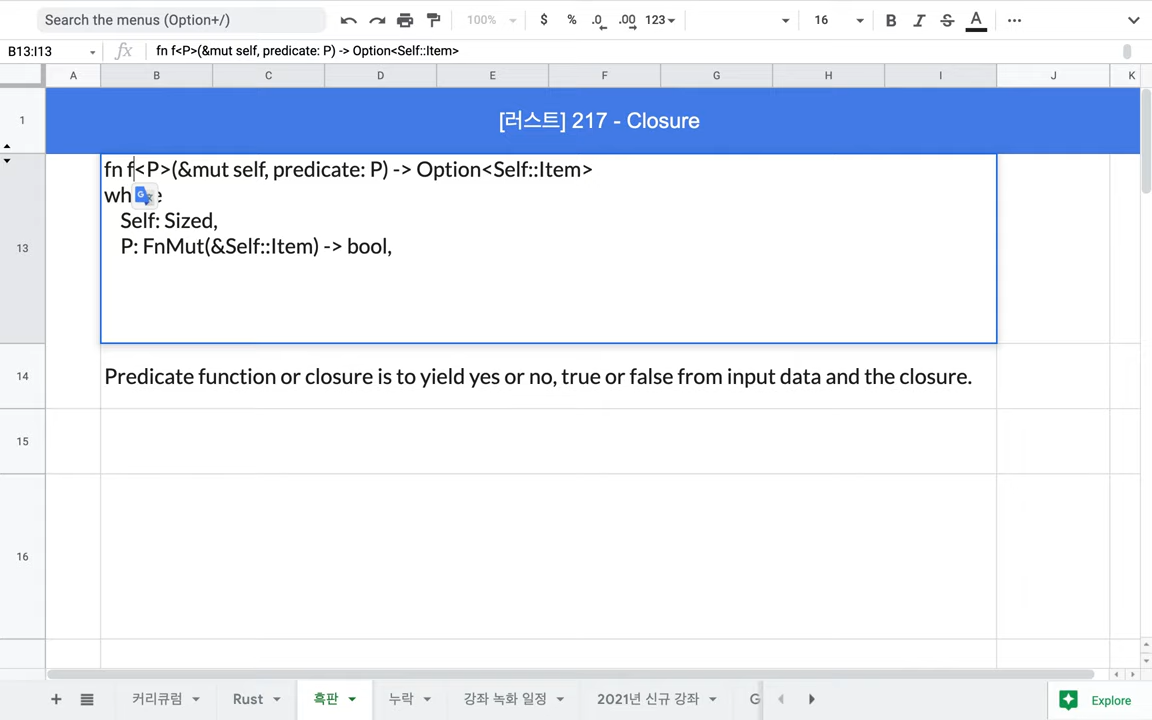 Search the menus (Option+/)
100%
$ % .0 .00 123
16
B I S A
B13:I13
fx
fn f<P>(&mut self, predicate: P) -> Option<Self::Item>
A B C D E F G H I J K
1
[러스트] 217 - Closure
13
fn f<P>(&mut self, predicate: P) -> Option<Self::Item>
wh e
Self: Sized,
P: FnMut(&Self::Item) -> bool,
14
Predicate function or closure is to yield yes or no, true or false from input data and the closure.
15
16
+ 커리큘럼 Rust 흑판 누락 강좌 녹화 일정 2021년 신규 강좌 G
Explore